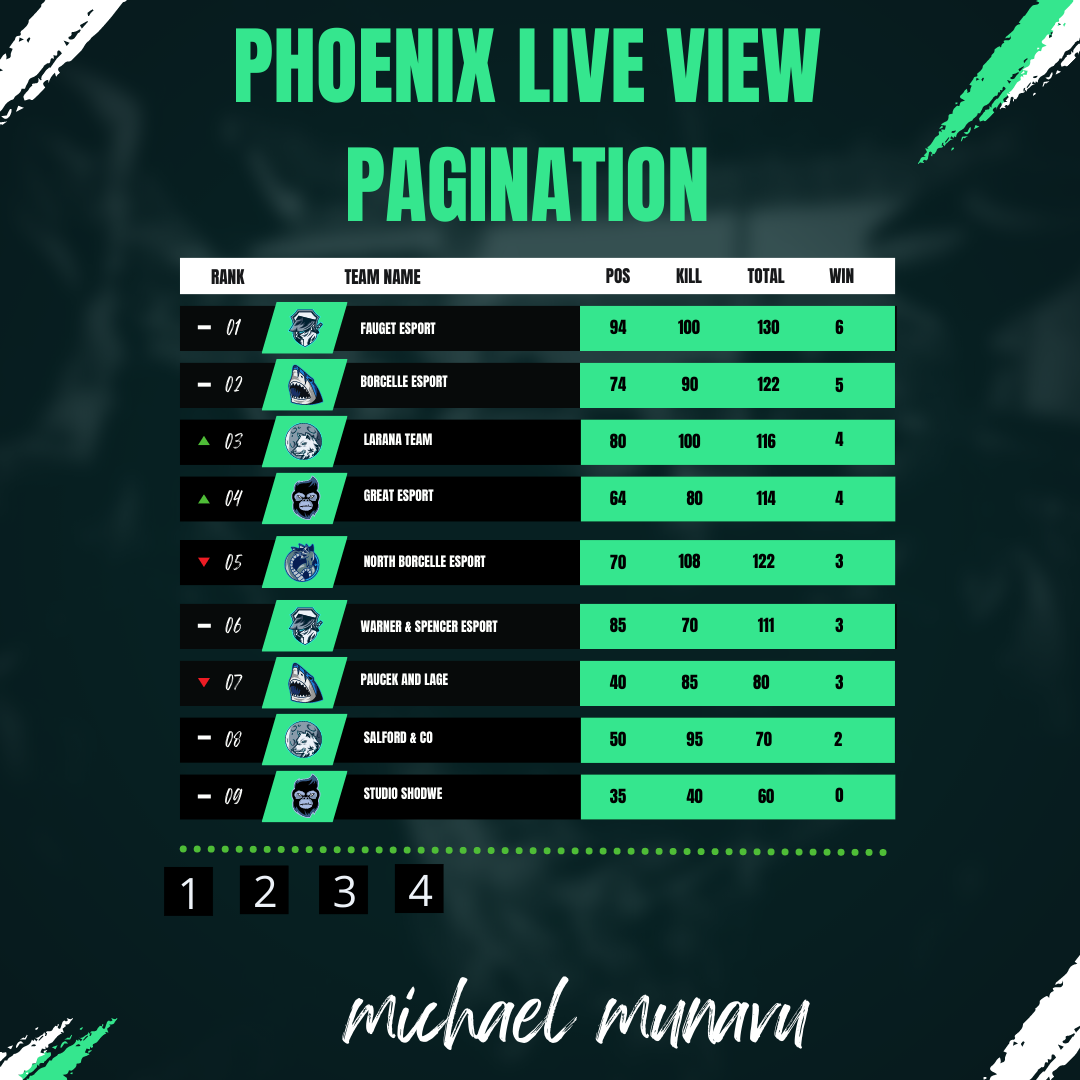 PHOENIX LIVE VIEW
PAGINATION
RANK TEAM NAME POS KILL TOTAL WIN
01 FAUGET ESPORT 94 100 130 6
02 BORCELLE ESPORT 74 90 122 5
03 LARANA TEAM 80 100 116 4
04 GREAT ESPORT 64 80 114 4
05 NORTH BORCELLE ESPORT 70 108 122 3
06 WARNER & SPENCER ESPORT 85 70 111 3
07 PAUCEK AND LAGE 40 85 80 3
08 SALFORD & CO 50 95 70 2
09 STUDIO SHODWE 35 40 60 0
1 2 3 4
michael munavu